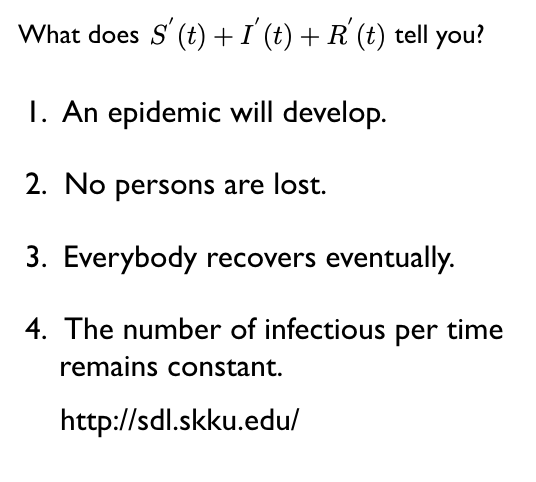 What does S′(t) + I′(t) + R′(t) tell you?
1. An epidemic will develop.
2. No persons are lost.
3. Everybody recovers eventually.
4. The number of infectious per time
remains constant.
http://sdl.skku.edu/